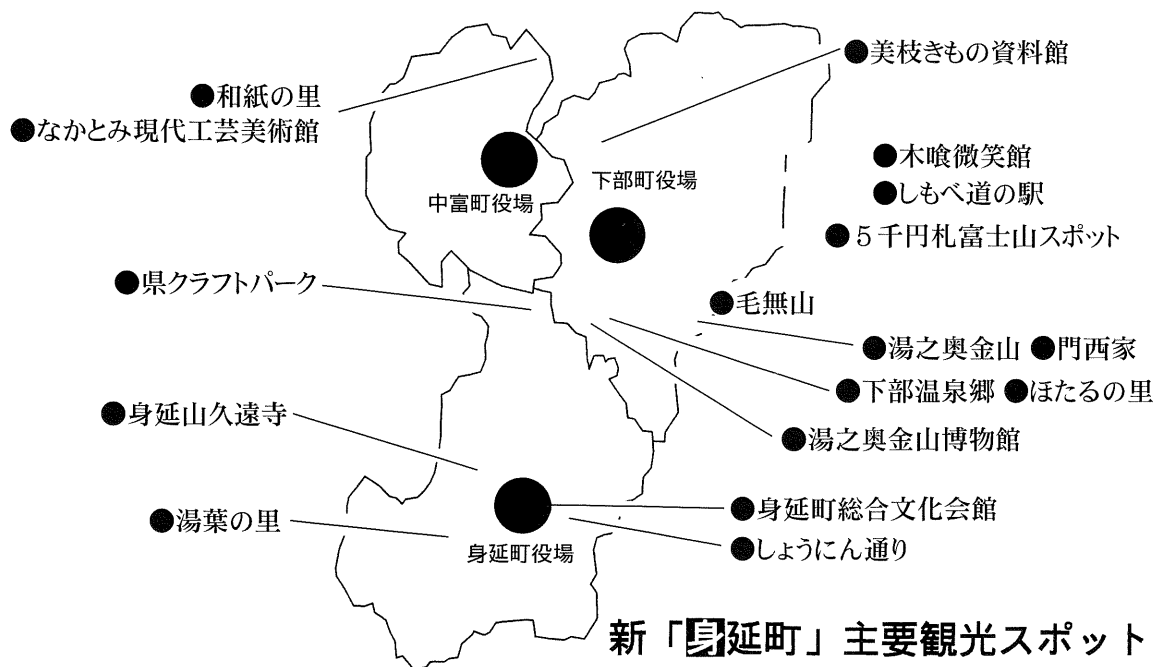 ●美枝きもの資料館
●和紙の里
●なかとみ現代工芸美術館
●木喰微笑館
下部町役場
●しもべ道の駅
中富町役場
●５千円札富士山スポット
●県クラフトパーク
●毛無山
●湯之奥金山 ●門西家
●下部温泉郷 ●ほたるの里
●身延山久遠寺
●湯之奥金山博物館
●身延町総合文化会館
●湯葉の里
●しょうにん通り
身延町役場
新「身延町」主要観光スポット